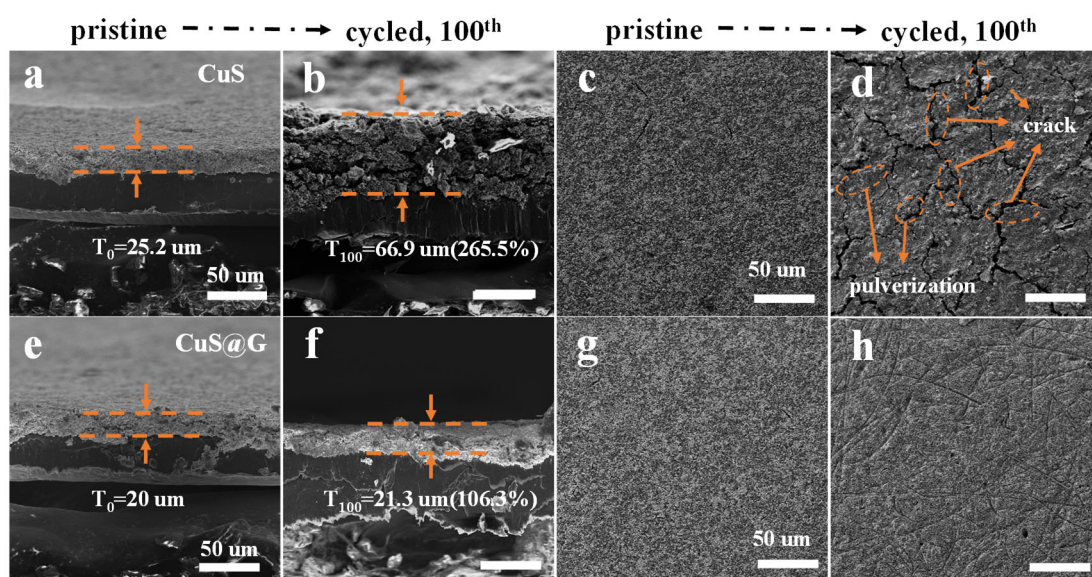 pristine cycled, 100th
pristine cycled, 100th
a CuS
T0=25.2 um
50 um
b
T100=66.9 um(265.5%)
c
50 um
d
crack
pulverization
e CuS@G
T0=20 um
50 um
f
T100=21.3 um(106.3%)
g
50 um
h